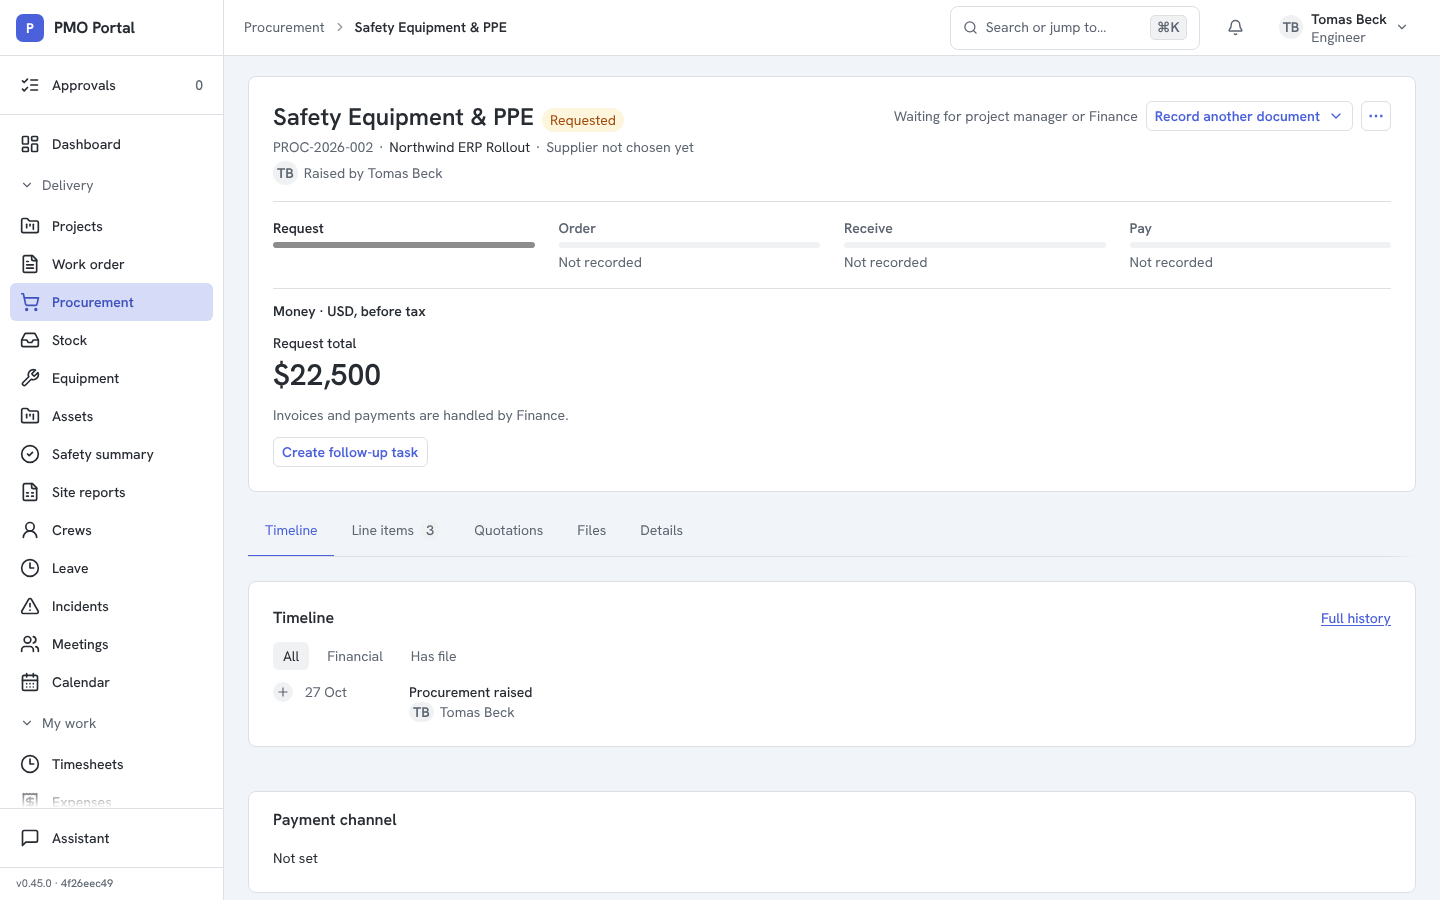 P PMO Portal
Procurement > Safety Equipment & PPE
Search or jump to... ⌘K
TB Tomas Beck
Engineer
Approvals 0
Dashboard
Delivery
Projects
Work order
Procurement
Stock
Equipment
Assets
Safety summary
Site reports
Crews
Leave
Incidents
Meetings
Calendar
My work
Timesheets
Expenses
Assistant
v0.45.0 · 4f26eec49
Safety Equipment & PPE Requested
Waiting for project manager or Finance Record another document
PROC-2026-002 · Northwind ERP Rollout · Supplier not chosen yet
TB Raised by Tomas Beck
Request Order Receive Pay
Not recorded Not recorded Not recorded
Money · USD, before tax
Request total
$22,500
Invoices and payments are handled by Finance.
Create follow-up task
Timeline Line items 3 Quotations Files Details
Timeline Full history
All Financial Has file
27 Oct Procurement raised
TB Tomas Beck
Payment channel
Not set